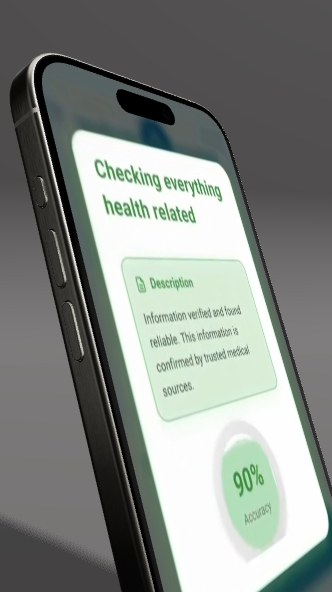 Checking everything
health related
Description
Information verified and found
reliable. This information is
confirmed by trusted medical
sources.
90%
Accuracy